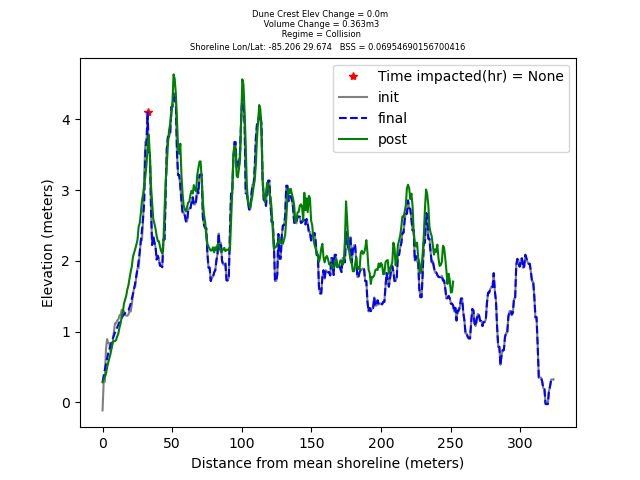 Dune Crest Elev Change = 0.0m
Volume Change = 0.363m3
Regime = Collision
Shoreline Lon/Lat: -85.206 29.674   BSS = 0.06954690156700416
Time impacted(hr) = None
init
final
post
Elevation (meters)
4
3
2
1
0
0 50 100 150 200 250 300
Distance from mean shoreline (meters)